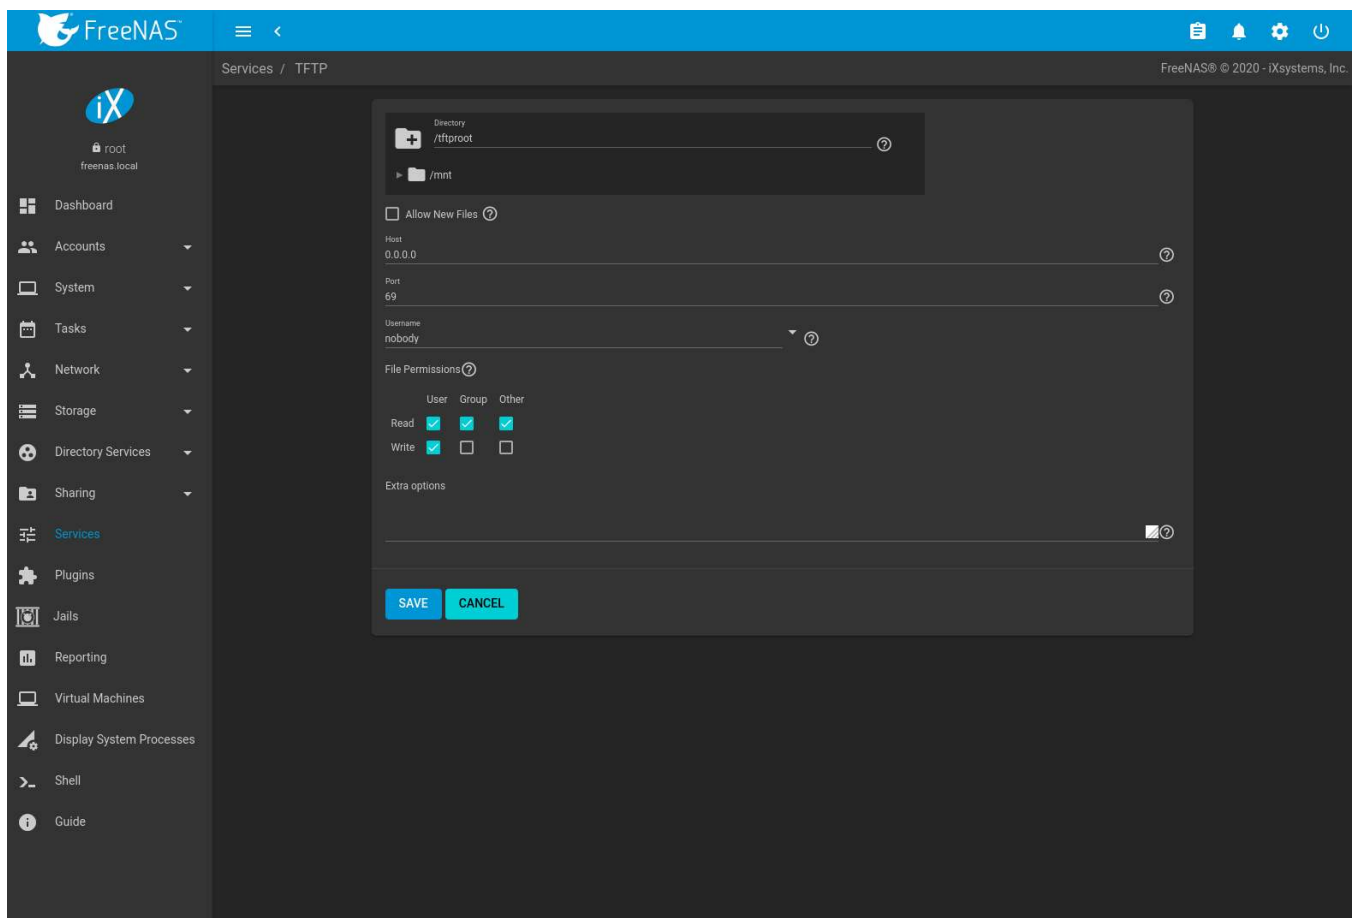 FreeNAS™
Services / TFTP
FreeNAS® © 2020 - iXsystems, Inc.
iX
root
freenas.local
Dashboard
Accounts
System
Tasks
Network
Storage
Directory Services
Sharing
Services
Plugins
Jails
Reporting
Virtual Machines
Display System Processes
Shell
Guide
Directory
/tftproot
/mnt
Allow New Files
Host
0.0.0.0
Port
69
Username
nobody
File Permissions
User Group Other
Read
Write
Extra options
SAVE CANCEL